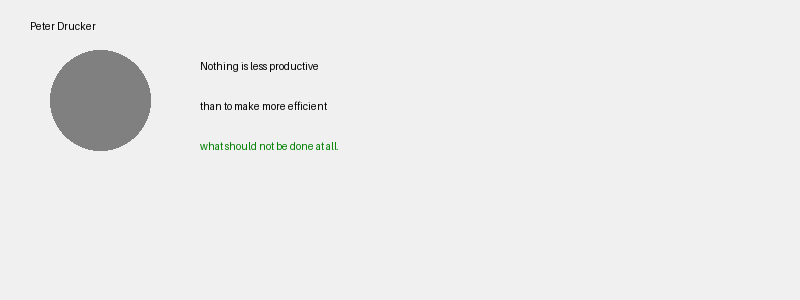 Peter Drucker
Nothing is less productive
than to make more efficient
what should not be done at all.